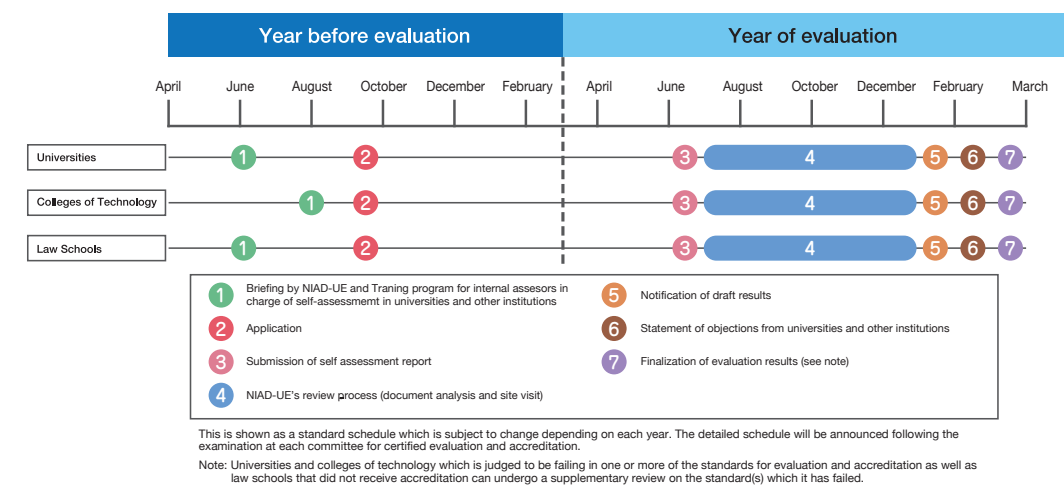 Year before evaluation Year of evaluation
April June August October December February April June August October December February March
Universities 1 2 3 4 5 6 7
Colleges of Technology 1 2 3 4 5 6 7
Law Schools 1 2 3 4 5 6 7
1 Briefing by NIAD-UE and Traning program for internal assesors in
charge of self-assessment in universities and other institutions
2 Application
3 Submission of self assessment report
4 NIAD-UE's review process (document analysis and site visit)
5 Notification of draft results
6 Statement of objections from universities and other institutions
7 Finalization of evaluation results (see note)
This is shown as a standard schedule which is subject to change depending on each year. The detailed schedule will be announced following the
examination at each committee for certified evaluation and accreditation.
Note: Universities and colleges of technology which is judged to be failing in one or more of the standards for evaluation and accreditation as well as
law schools that did not receive accreditation can undergo a supplementary review on the standard(s) which it has failed.